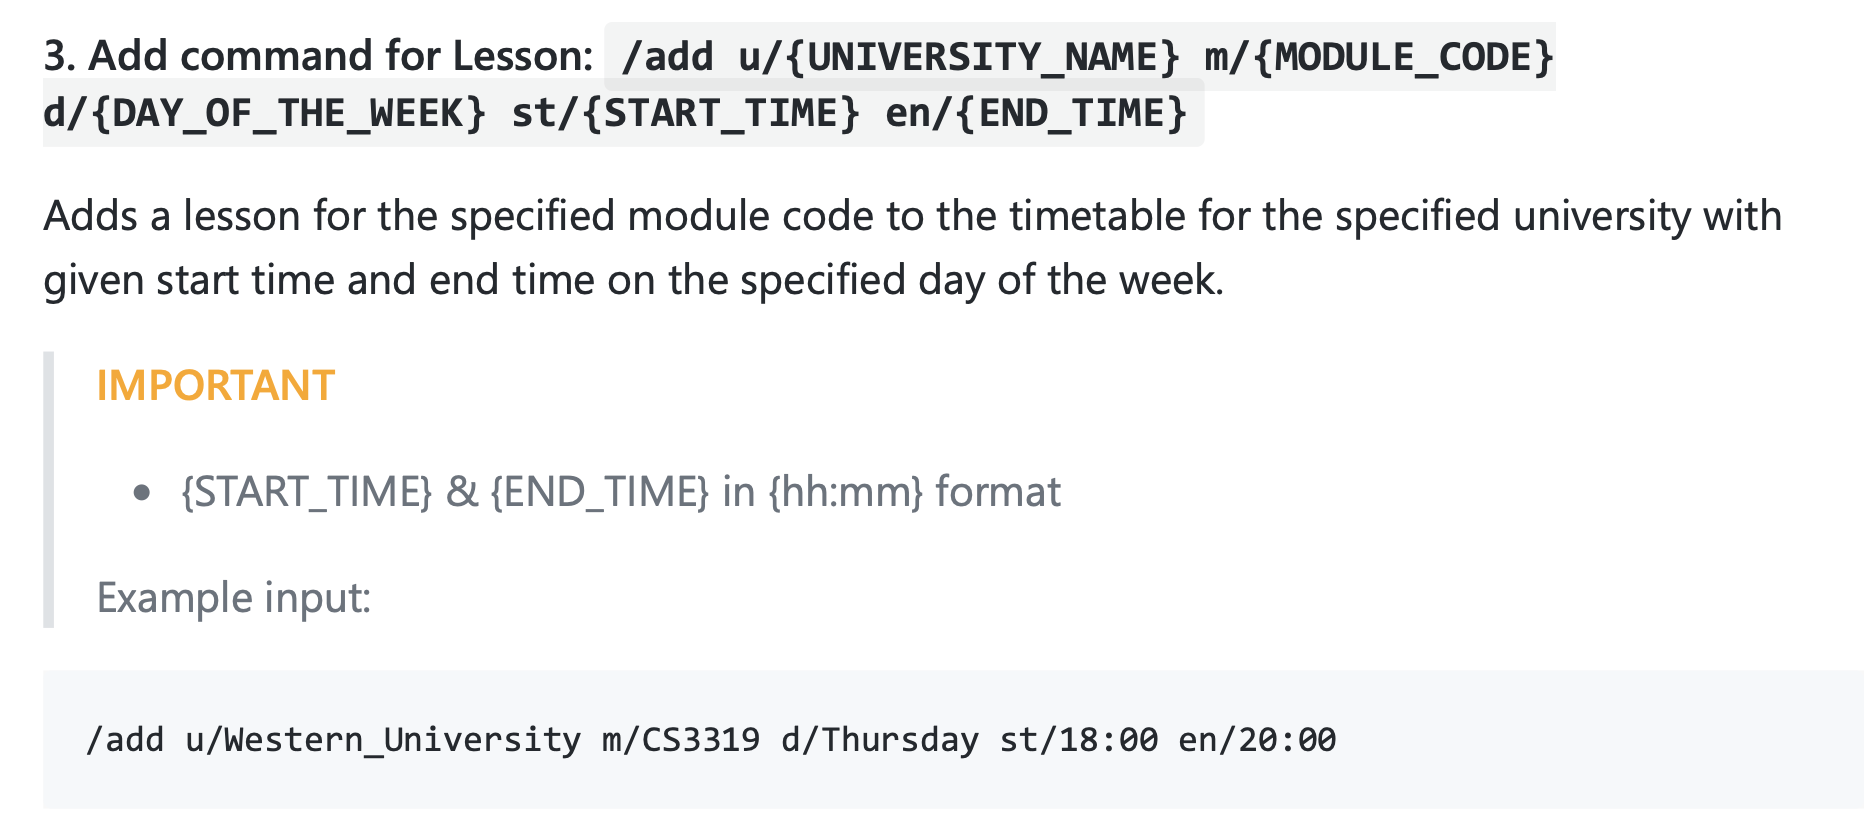 3. Add command for Lesson: /add u/{UNIVERSITY_NAME} m/{MODULE_CODE}
d/{DAY_OF_THE_WEEK} st/{START_TIME} en/{END_TIME}
Adds a lesson for the specified module code to the timetable for the specified university with
given start time and end time on the specified day of the week.
IMPORTANT
• {START_TIME} & {END_TIME} in {hh:mm} format
Example input:
/add u/Western_University m/CS3319 d/Thursday st/18:00 en/20:00